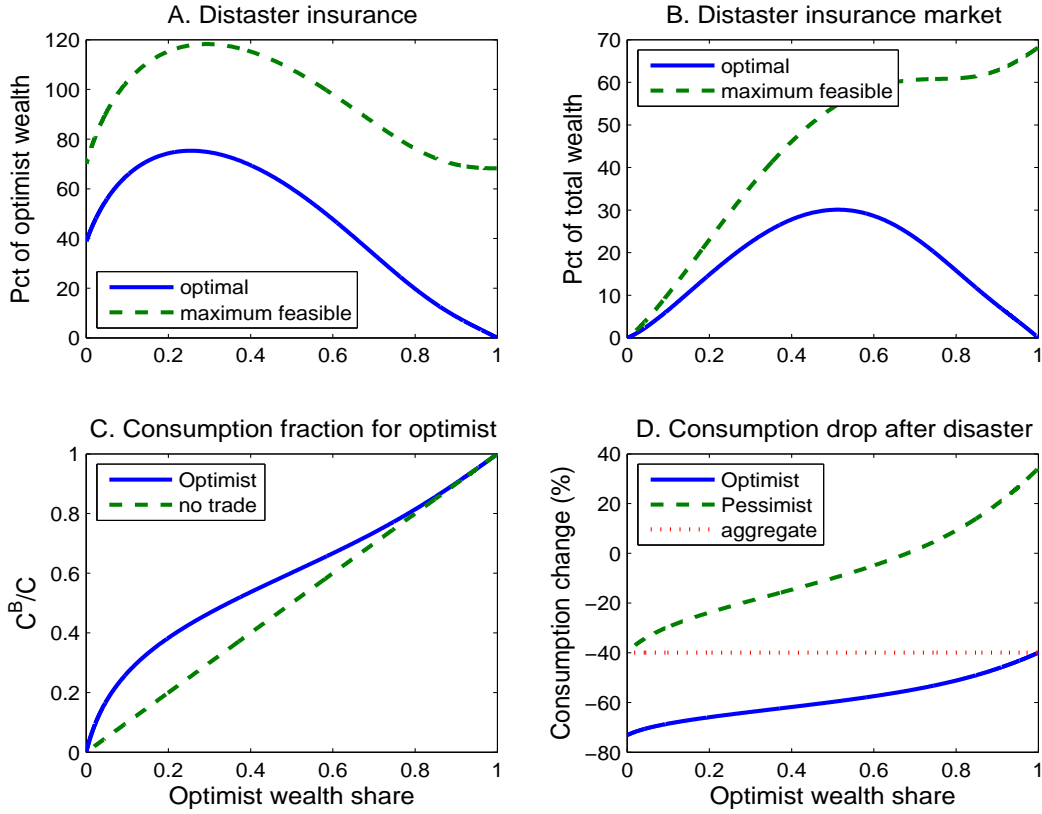 A. Distaster insurance
120
100
80
60
40
20
0
Pct of optimist wealth
optimal
maximum feasible
0
0.2
0.4
0.6
0.8
1
B. Distaster insurance market
70
60
50
40
30
20
10
0
Pct of total wealth
optimal
maximum feasible
0
0.2
0.4
0.6
0.8
1
C. Consumption fraction for optimist
1
0.8
0.6
0.4
0.2
0
C^B/C
Optimist
no trade
0
0.2
0.4
0.6
0.8
1
Optimist wealth share
D. Consumption drop after disaster
40
20
0
−20
−40
−60
−80
Consumption change (%)
Optimist
Pessimist
aggregate
0
0.2
0.4
0.6
0.8
1
Optimist wealth share